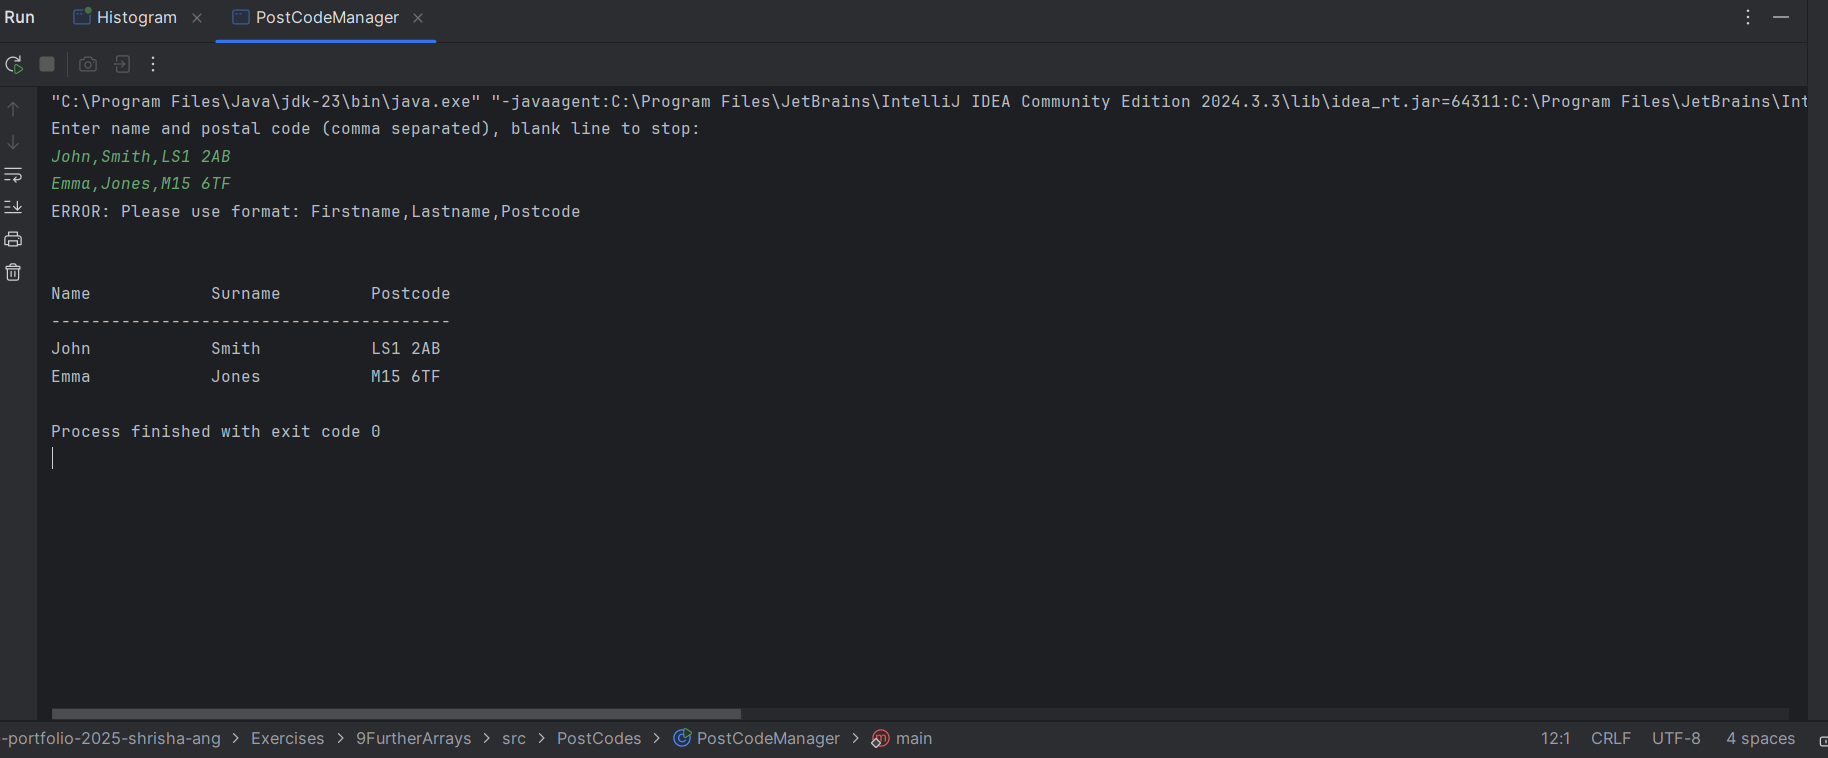 Run Histogram PostCodeManager
"C:\Program Files\Java\jdk-23\bin\java.exe" "-javaagent:C:\Program Files\JetBrains\IntelliJ IDEA Community Edition 2024.3.3\lib\idea_rt.jar=64311:C:\Program Files\JetBrains\Int
Enter name and postal code (comma separated), blank line to stop:
John,Smith,LS1 2AB
Emma,Jones,M15 6TF
ERROR: Please use format: Firstname,Lastname,Postcode
Name Surname Postcode
----------------------------------------
John Smith LS1 2AB
Emma Jones M15 6TF
Process finished with exit code 0
-portfolio-2025-shrisha-ang > Exercises > 9FurtherArrays > src > PostCodes > PostCodeManager > main 12:1 CRLF UTF-8 4 spaces